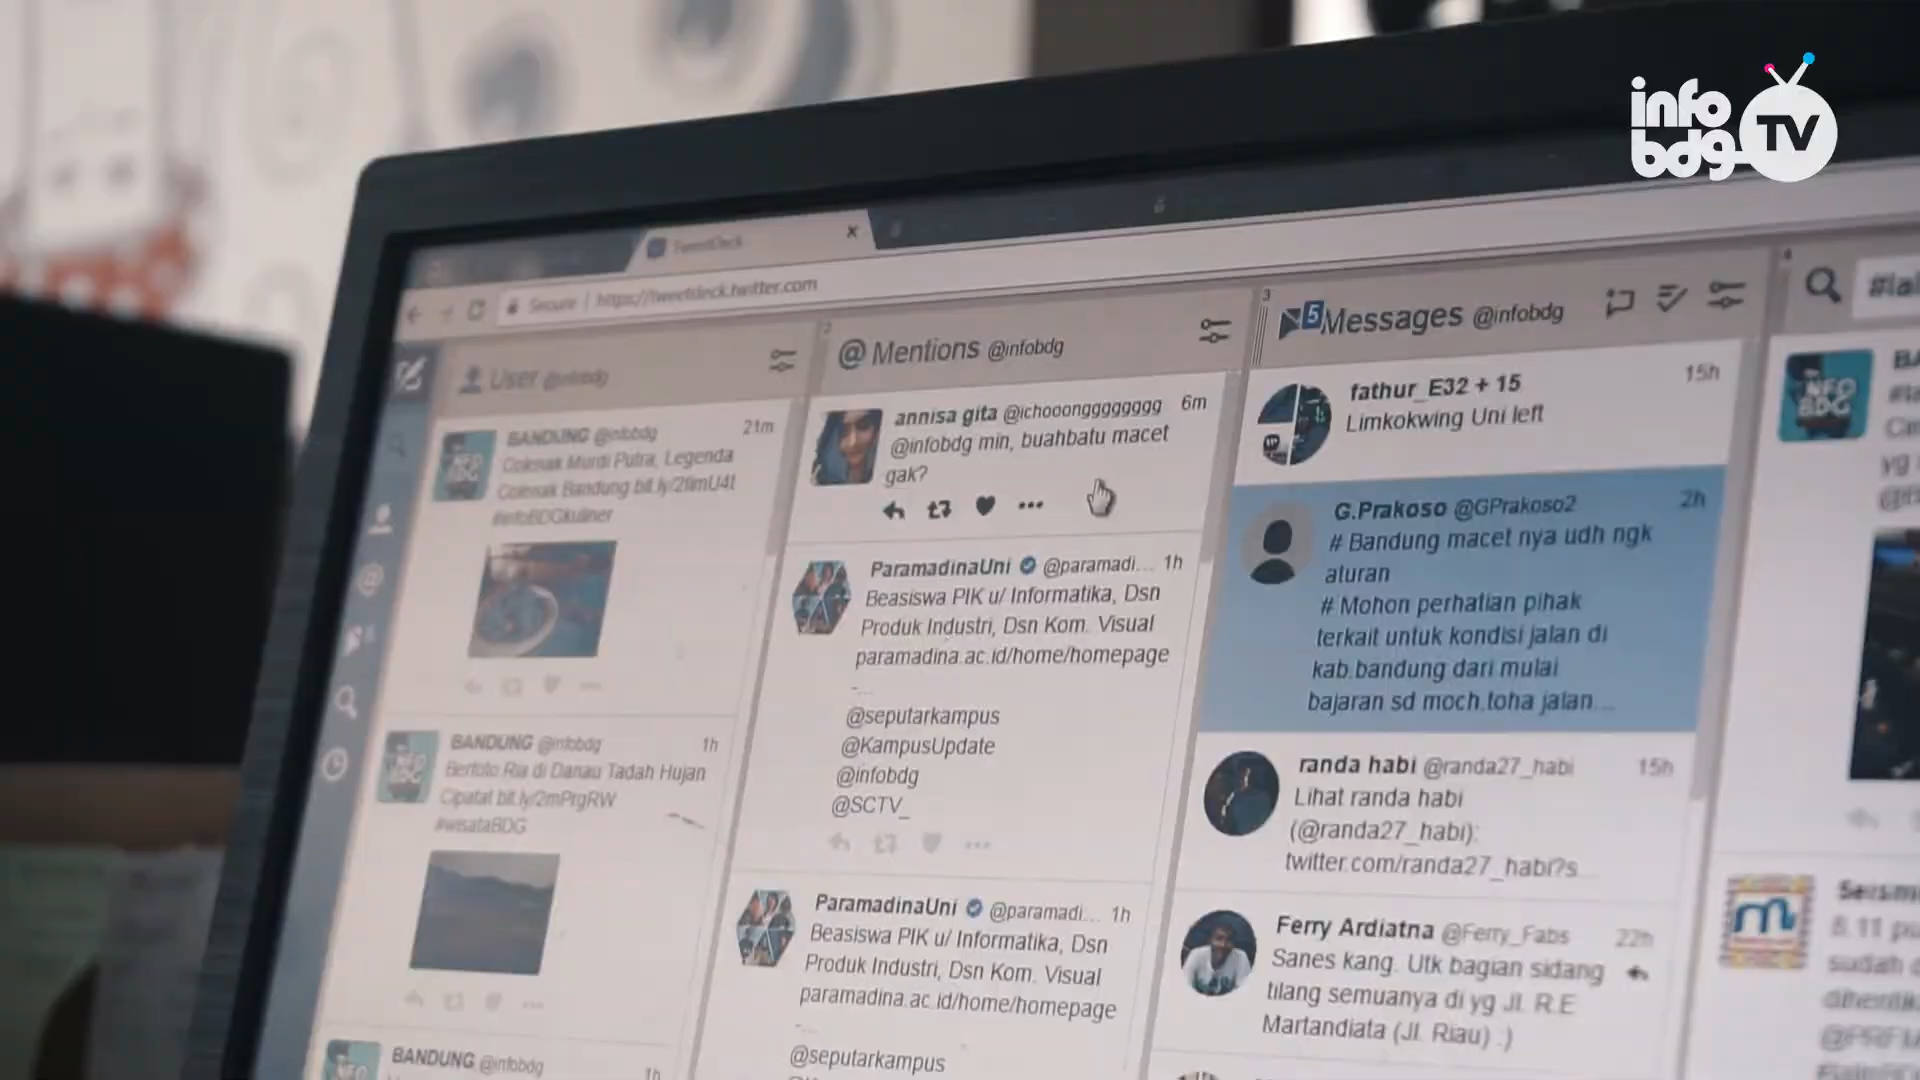 info
bdg
TV
TweetDeck
Secure
https://tweetdeck.twitter.com
User @infobdg
BANDUNG @infobdg 21m
Colenak Murdi Putra, Legenda
#infoBDGkuliner
BANDUNG @infobdg 1h
Berfoto Ria di Danau Tadah Hujan
Cipatat bit.ly/2mPrgRW
#wisataBDG
BANDUNG @infobdg 1h
2
@ Mentions @infobdg
annisa gita @ichooongggggggg 6m
@infobdg min, buahbatu macet
gak?
ParamadinaUni @paramadi... 1h
Beasiswa PIK u/ Informatika, Dsn
Produk Industri, Dsn Kom. Visual
paramadina.ac.id/home/homepage
-...
@seputarkampus
@KampusUpdate
@infobdg
@SCTV_
ParamadinaUni @paramadi... 1h
Beasiswa PIK u/ Informatika, Dsn
Produk Industri, Dsn Kom. Visual
paramadina.ac.id/home/homepage
-...
@seputarkampus
3
5
Messages @infobdg
fathur_E32 + 15 15h
Limkokwing Uni left
G.Prakoso @GPrakoso2 2h
# Bandung macet nya udh ngk
aturan
# Mohon perhatian pihak
terkait untuk kondisi jalan di
kab.bandung dari mulai
bajaran sd moch.toha jalan...
randa habi @randa27_habi 15h
Lihat randa habi
(@randa27_habi):
twitter.com/randa27_habi?s...
Ferry Ardiatna @Ferry_Fabs 22h
Sanes kang. Utk bagian sidang
tilang semuanya di yg Jl. R.E
Martandiata (Jl. Riau) :)
4